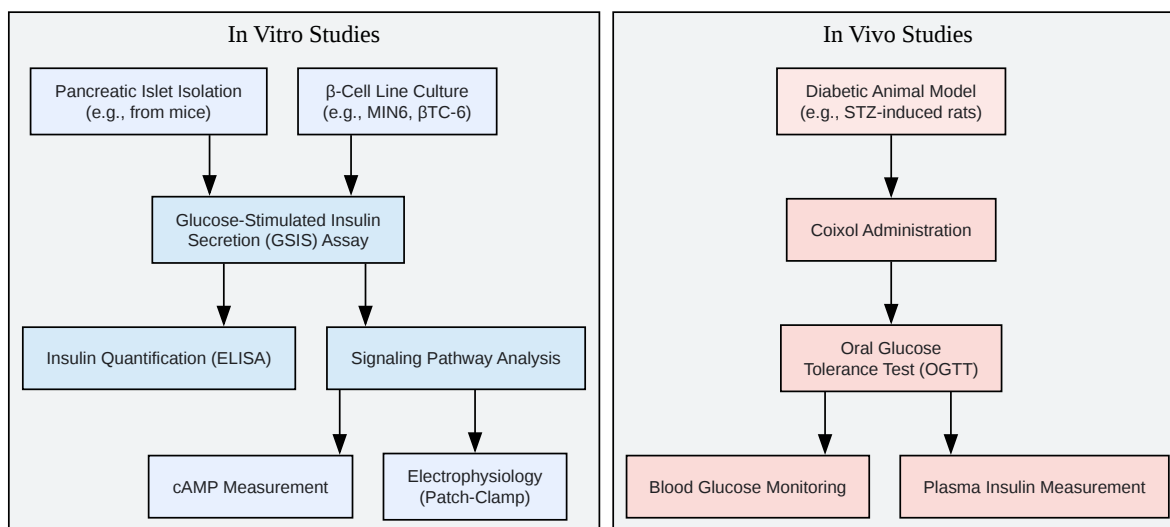 In Vitro Studies
Pancreatic Islet Isolation
(e.g., from mice)
β-Cell Line Culture
(e.g., MIN6, βTC-6)
Glucose-Stimulated Insulin
Secretion (GSIS) Assay
Insulin Quantification (ELISA)
Signaling Pathway Analysis
cAMP Measurement
Electrophysiology
(Patch-Clamp)
In Vivo Studies
Diabetic Animal Model
(e.g., STZ-induced rats)
Coixol Administration
Oral Glucose
Tolerance Test (OGTT)
Blood Glucose Monitoring
Plasma Insulin Measurement